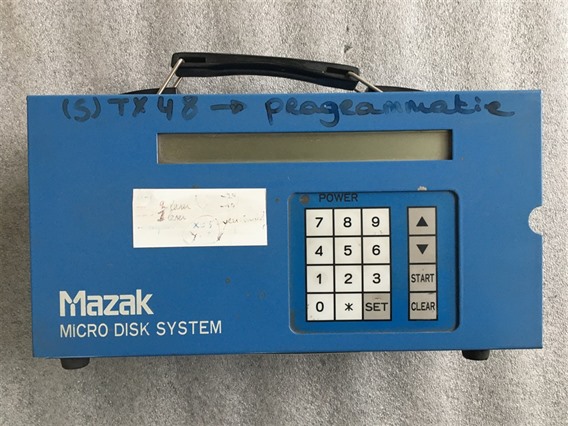 (S) TX 48 → programmatie
POWER
7 8 9 ▲
4 5 6 ▼
1 2 3 START
0 * SET CLEAR
Mazak
MICRO DISK SYSTEM